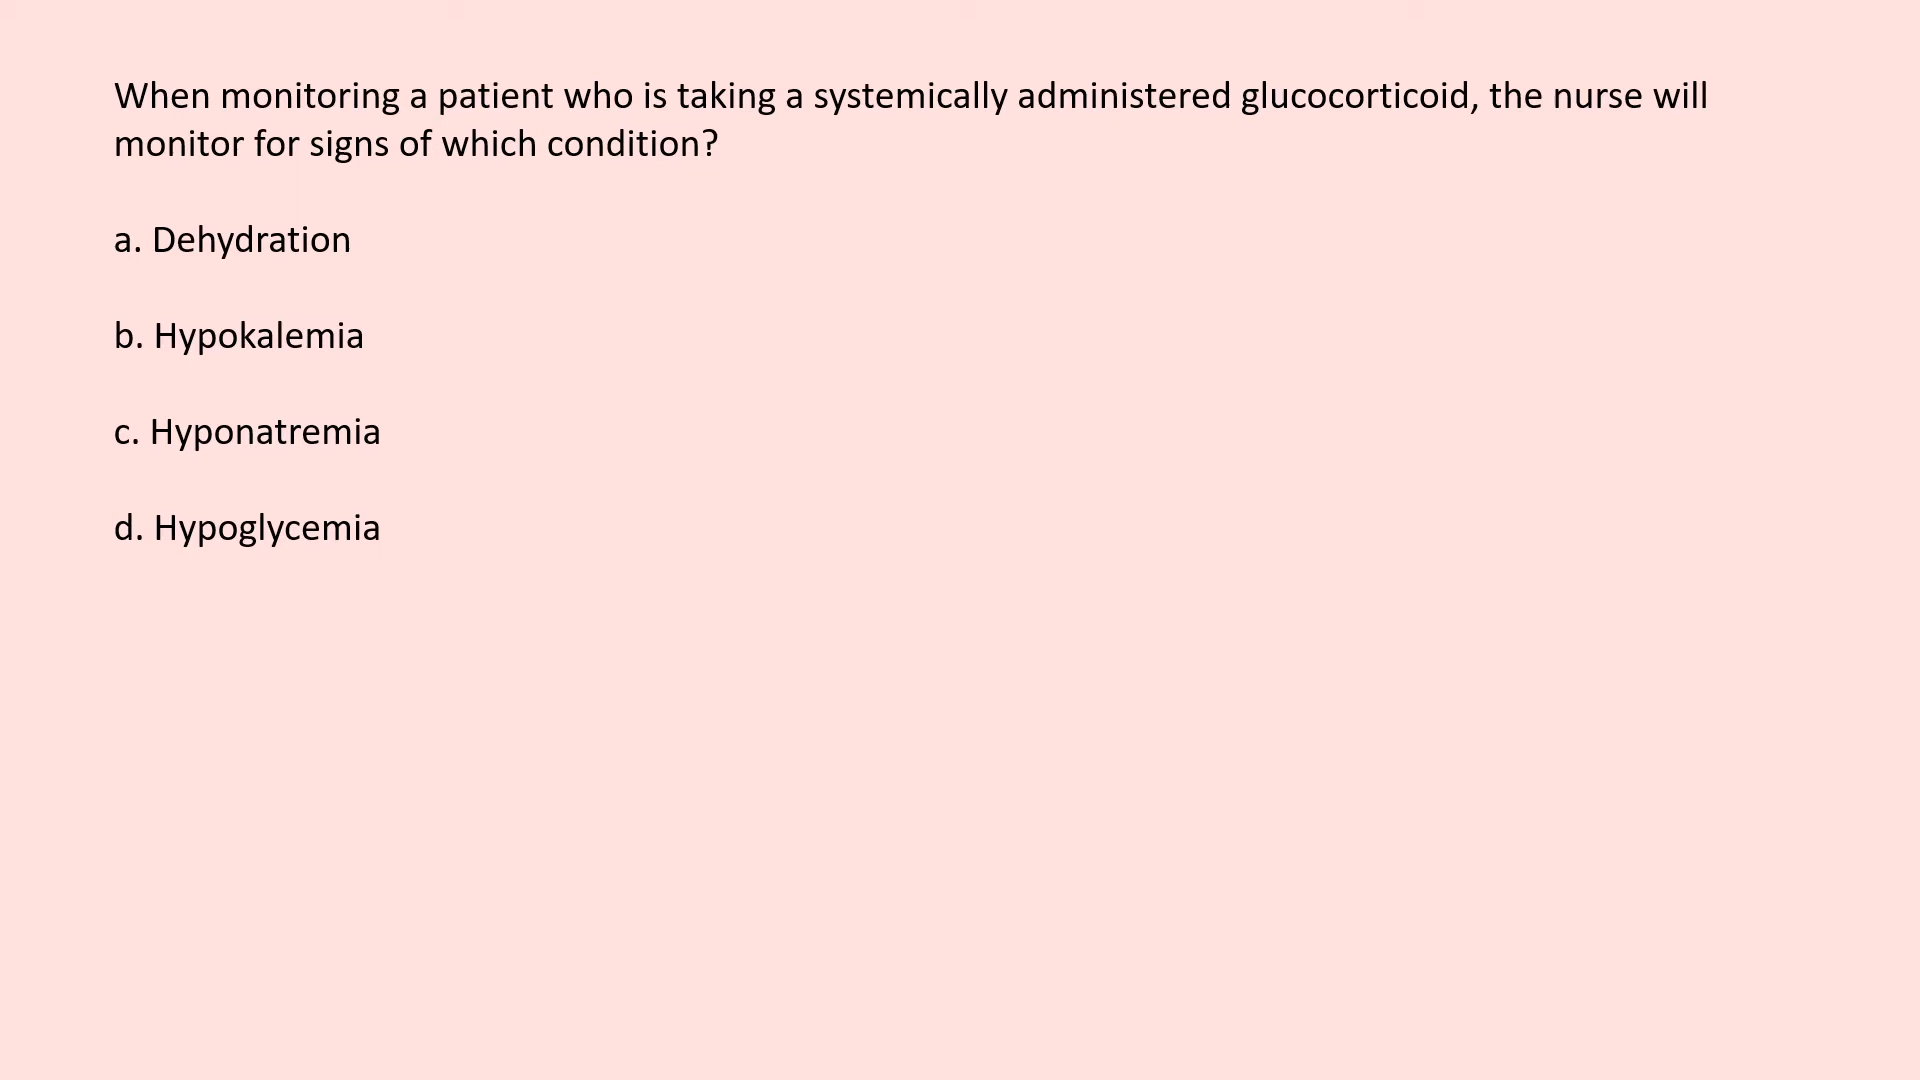 When monitoring a patient who is taking a systemically administered glucocorticoid, the nurse will
monitor for signs of which condition?
a. Dehydration
b. Hypokalemia
c. Hyponatremia
d. Hypoglycemia